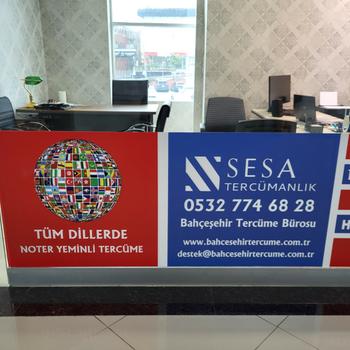 TÜM DİLLERDE
NOTER YEMİNLİ TERCÜME
SESA
TERCÜMANLIK
0532 774 68 28
Bahçeşehir Tercüme Bürosu
www.bahcesehirtercume.com.tr
destek@bahcesehirtercume.com.tr